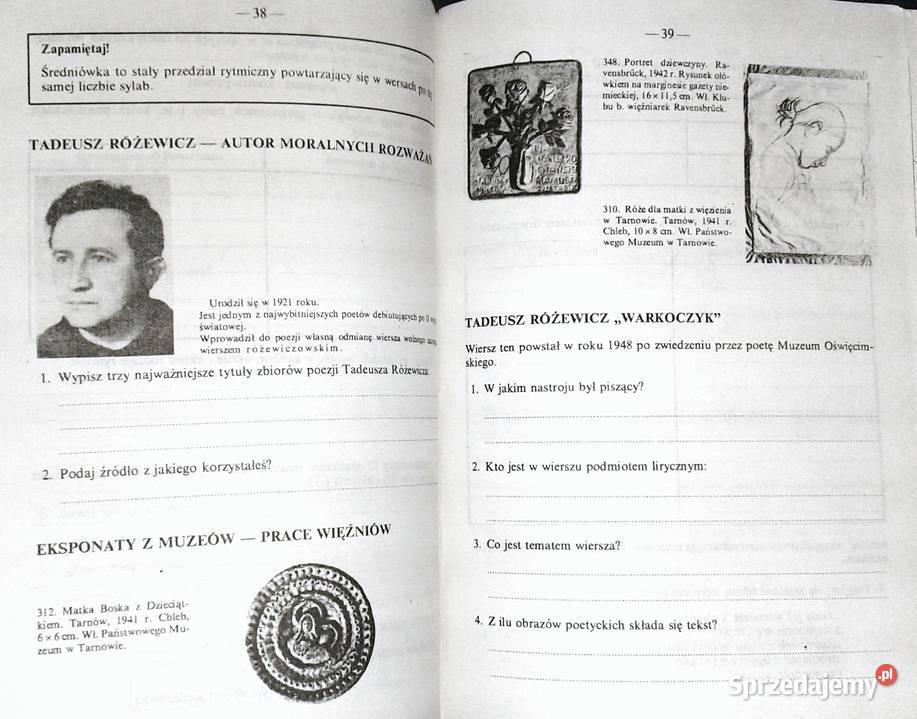 — 38 —
Zapamiętaj!
Średniówka to stały przedział rytmiczny powtarzający się w wersach po tej
samej liczbie sylab.
TADEUSZ RÓŻEWICZ — AUTOR MORALNYCH ROZWAŻAŃ
Urodził się w 1921 roku.
Jest jednym z najwybitniejszych poetów debiutujących po II
światowej.
Wprowadził do poezji własną odmianę wiersza wolnego
wierszem różewiczowskim.
1. Wypisz trzy najważniejsze tytuły zbiorów poezji Tadeusza Różewicza:
2. Podaj źródło z jakiego korzystałeś?
EKSPONATY Z MUZEÓW — PRACE WIĘŹNIÓW
312. Matka Boska z Dzieciąt-
kiem. Tarnów, 1941 r. Chleb,
6 x 6 cm. Wł. Państwowego Mu-
zeum w Tarnowie.
— 39 —
348. Portret dziewczyny. Ra-
vensbrück, 1942 r. Rysunek ołó-
wkiem na marginesie gazety nie-
mieckiej, 16 x 11,5 cm. Wł. Klu-
bu b. więźniarek Ravensbrück.
310. Róże dla matki z więzienia
w Tarnowie. Tarnów, 1941 r.
Chleb, 10 x 8 cm. Wł. Państwo-
wego Muzeum w Tarnowie.
TADEUSZ RÓŻEWICZ „WARKOCZYK”
Wiersz ten powstał w roku 1948 po zwiedzeniu przez poetę Muzeum Oświęcim-
skiego.
1. W jakim nastroju był piszący?
2. Kto jest w wierszu podmiotem lirycznym:
3. Co jest tematem wiersza?
4. Z ilu obrazów poetyckich składa się tekst?
Sprzedajemy.pl